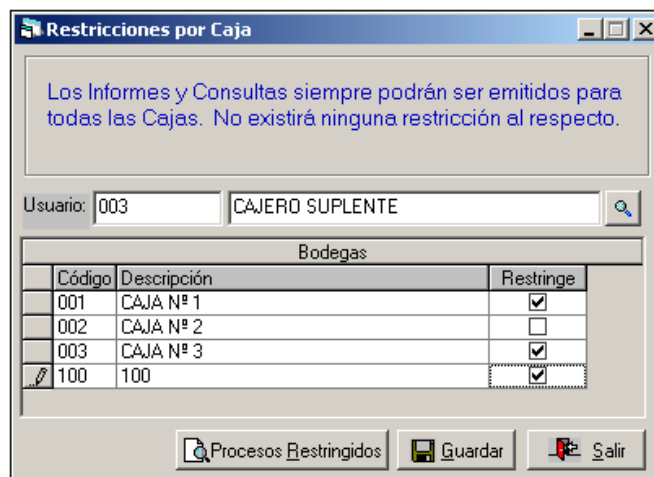 Restricciones por Caja
Los Informes y Consultas siempre podrán ser emitidos para
todas las Cajas. No existirá ninguna restricción al respecto.
Usuario: 003 CAJERO SUPLENTE
Bodegas
Código Descripción Restringe
001 CAJA Nº 1
002 CAJA Nº 2
003 CAJA Nº 3
100 100
Procesos Restringidos Guardar Salir